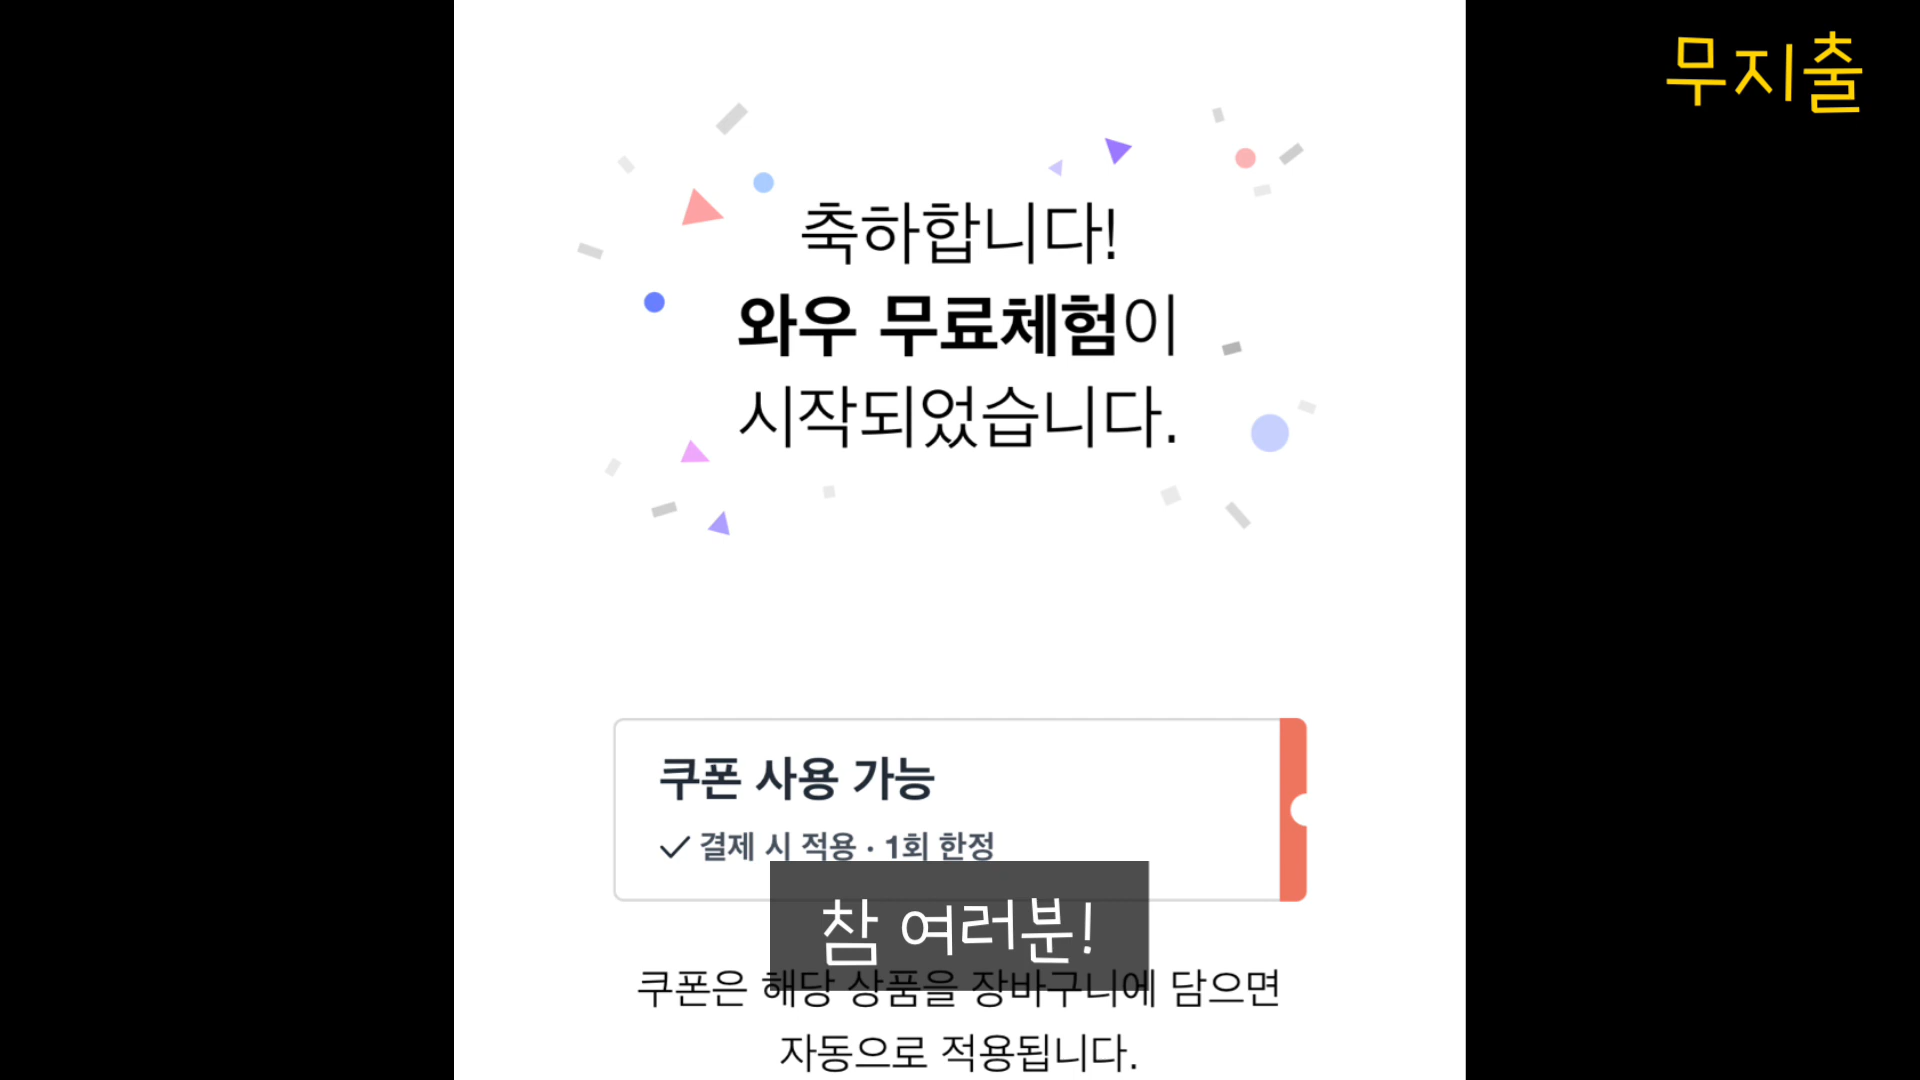 무지출
축하합니다!
와우 무료체험이
시작되었습니다.
쿠폰 사용 가능
✓ 결제 시 적용 · 1회 한정
참 여러분!
쿠폰은 해당 상품을 장바구니에 담으면
자동으로 적용됩니다.